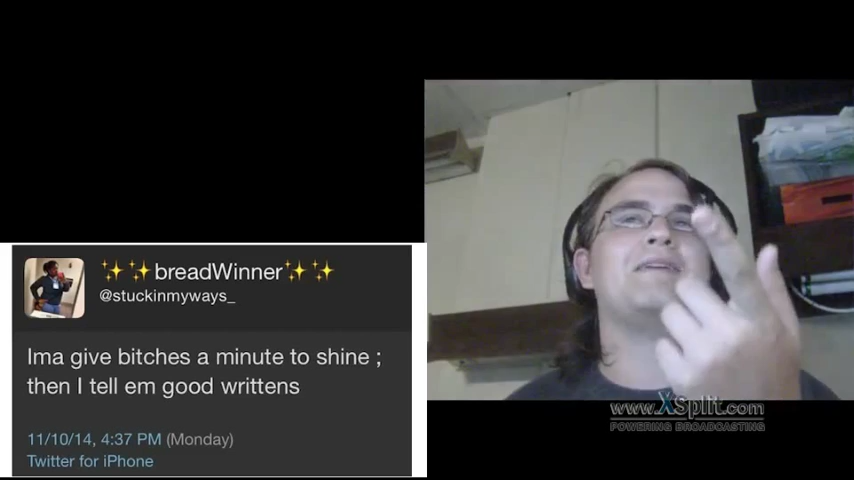 ✨✨breadWinner✨✨
@stuckinmyways_
Ima give bitches a minute to shine ;
then I tell em good writtens
11/10/14, 4:37 PM (Monday)
Twitter for iPhone
www.XSplit.com
POWERING BROADCASTING